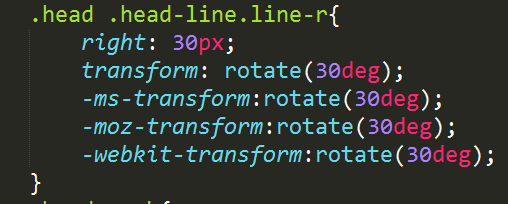 .head .head-line.line-r{
right: 30px;
transform: rotate(30deg);
-ms-transform:rotate(30deg);
-moz-transform:rotate(30deg);
-webkit-transform:rotate(30deg);
}